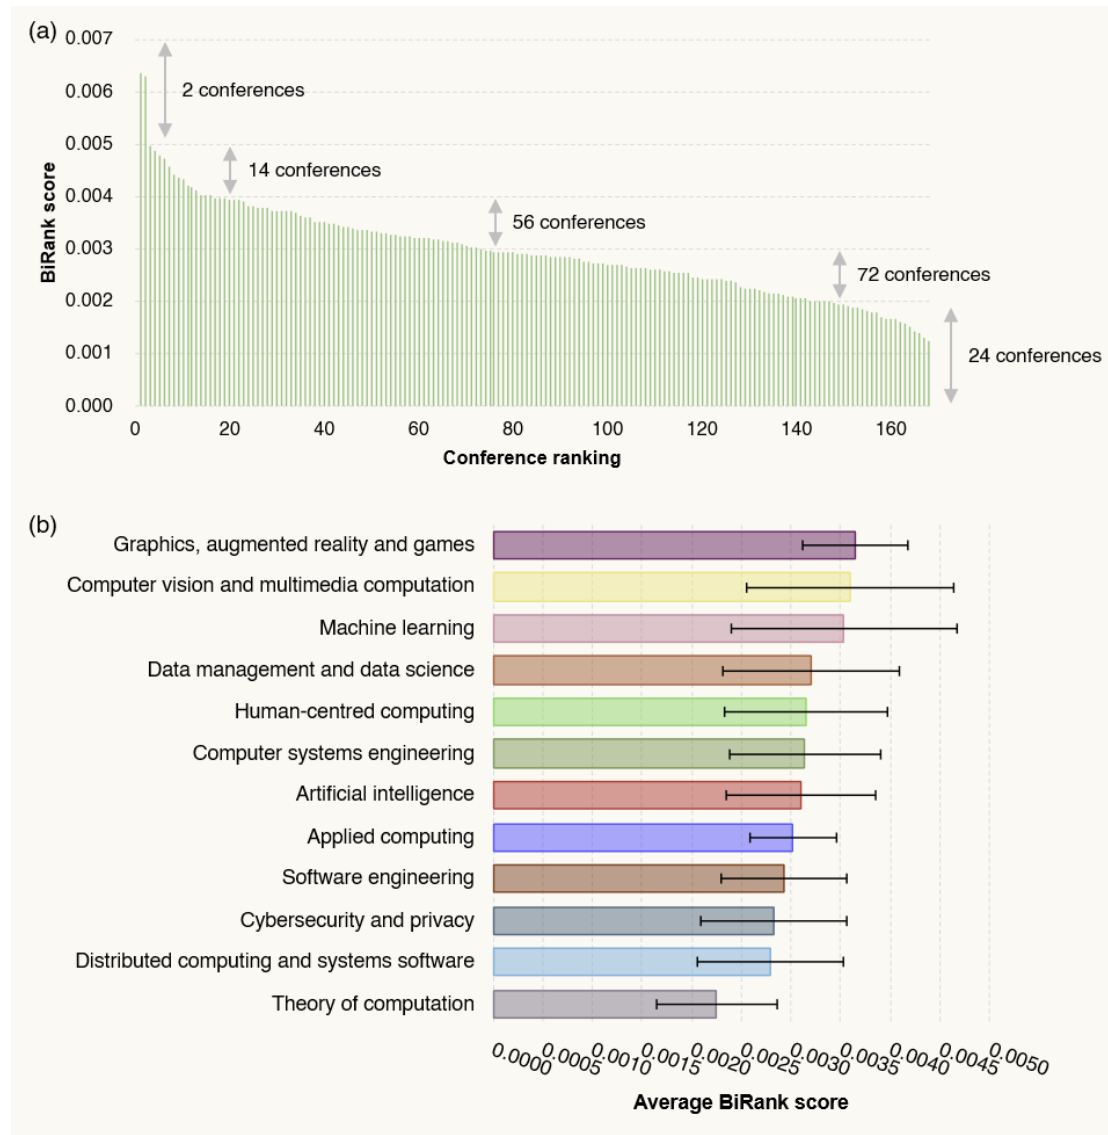 (a)
0.007
0.006
0.005
0.004
0.003
0.002
0.001
0.000
BiRank score
2 conferences
14 conferences
56 conferences
72 conferences
24 conferences
0 20 40 60 80 100 120 140 160
Conference ranking
(b)
Graphics, augmented reality and games
Computer vision and multimedia computation
Machine learning
Data management and data science
Human-centred computing
Computer systems engineering
Artificial intelligence
Applied computing
Software engineering
Cybersecurity and privacy
Distributed computing and systems software
Theory of computation
0.0000 0.0005 0.0010 0.0015 0.0020 0.0025 0.0030 0.0035 0.0040 0.0045 0.0050
Average BiRank score